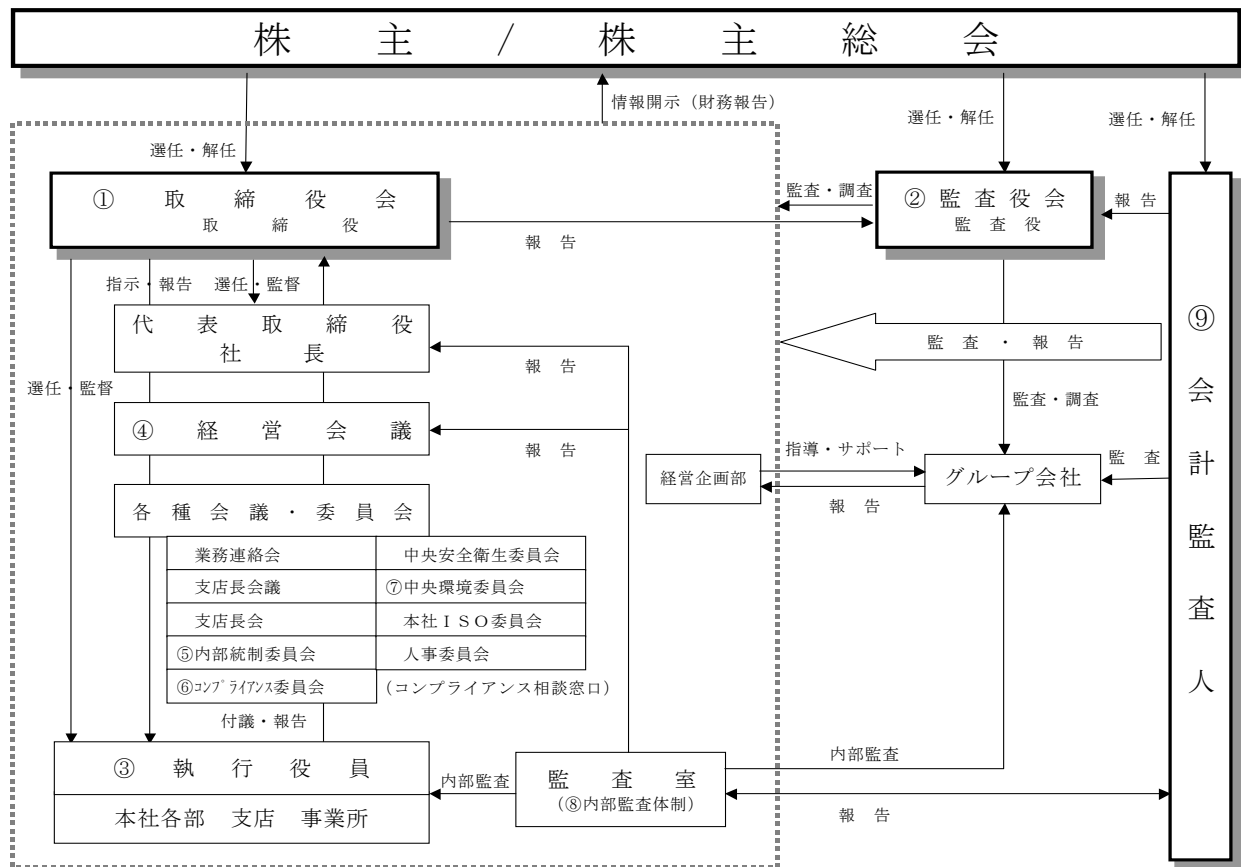 株主/株主総会
情報開示（財務報告）
選任・解任
選任・解任
選任・解任
① 取締役会
取締役
監査・調査
報告
② 監査役会
監査役
報告
指示・報告
選任・監督
代表取締役
社長
報告
監査・報告
⑨会計監査人
選任・監督
監査・調査
④ 経営会議
報告
経営企画部
指導・サポート
報告
グループ会社
監査
各種会議・委員会
業務連絡会
中央安全衛生委員会
支店長会議
⑦中央環境委員会
支店長会
本社ＩＳＯ委員会
⑤内部統制委員会
人事委員会
⑥ｺﾝﾌﾟﾗｲｱﾝｽ委員会
（コンプライアンス相談窓口）
付議・報告
③ 執行役員
本社各部 支店 事業所
内部監査
監査室
（⑧内部監査体制）
内部監査
報告